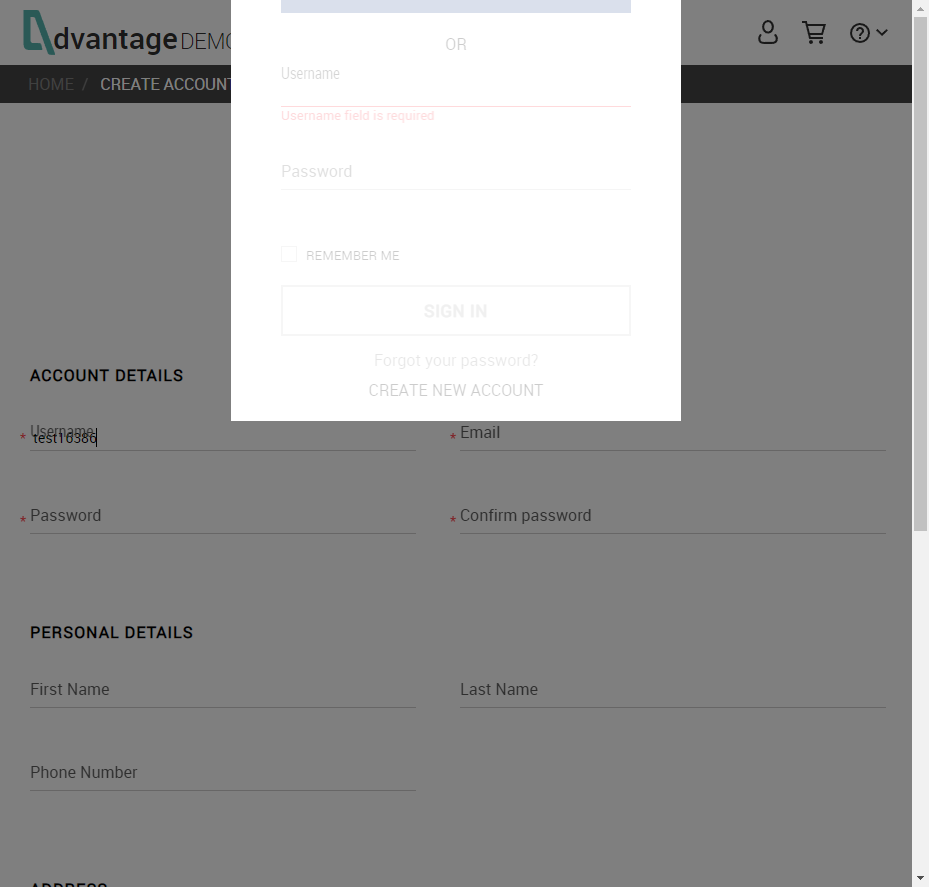 dvantage DEMO
HOME / CREATE ACCOUNT
OR
Username
Username field is required
Password
REMEMBER ME
SIGN IN
Forgot your password?
CREATE NEW ACCOUNT
ACCOUNT DETAILS
* Username test10386 * Email
* Password * Confirm password
PERSONAL DETAILS
First Name Last Name
Phone Number
ADDRESS